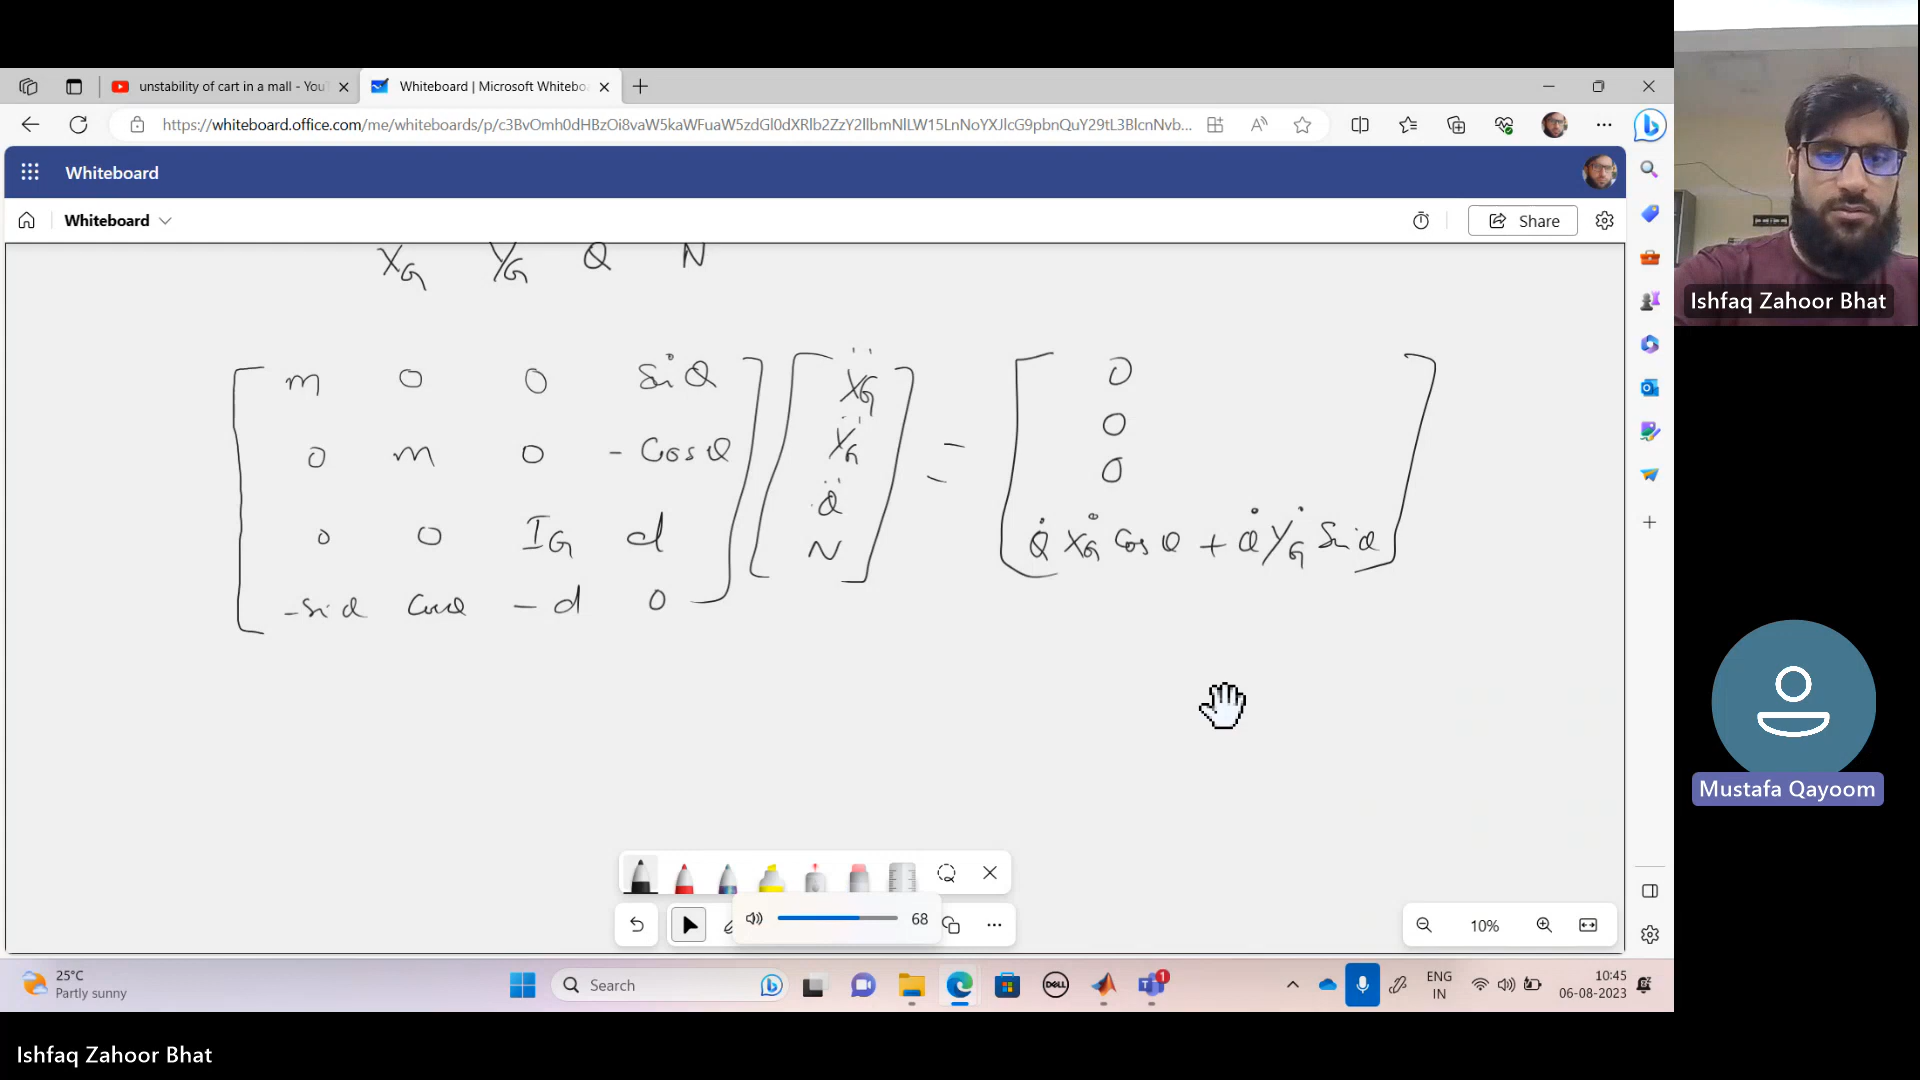 unstability of cart in a mall - You
Whiteboard | Microsoft Whitebo
https://whiteboard.office.com/me/whiteboards/p/c3BvOmh0dHBzOi8vaW5kaWFuaW5zdGl0dXRlb2ZzY2llbmNlLW15LnNoYXJlcG9pbnQuY29tL3BlcnNvb...
Whiteboard
Whiteboard
Share
X_G Y_G θ N
m 0 0 Sinθ Ẍ_G 0
0 m 0 - Cosθ Ÿ_G = 0
0 0 I_G d θ̈ 0
-Sinθ Cosθ - d 0 N θ̇ Ẋ_G Cosθ + θ̇ Ẏ_G Sinθ
68
10%
25°C
Partly sunny
Search
DELL
1
ENG
IN
10:45
06-08-2023
Ishfaq Zahoor Bhat
Mustafa Qayoom
Ishfaq Zahoor Bhat